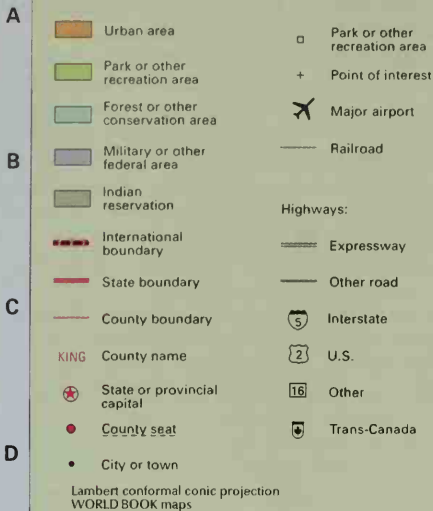 A
B
C
D
Urban area
Park or other
recreation area
Forest or other
conservation area
Military or other
federal area
Indian
reservation
International
boundary
State boundary
County boundary
KING County name
State or provincial
capital
County seat
City or town
Lambert conformal conic projection
WORLD BOOK maps
Park or other
recreation area
Point of interest
Major airport
Railroad
Highways:
Expressway
Other road
5 Interstate
2 U.S.
16 Other
Trans-Canada